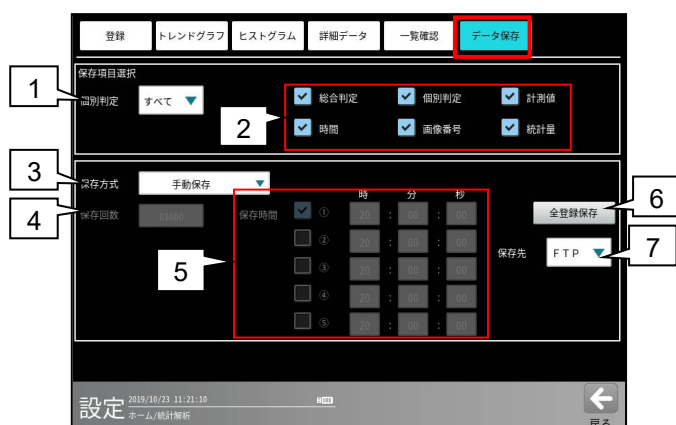 登録 トレンドグラフ ヒストグラム 詳細データ 一覧確認 データ保存
保存項目選択
1 個別判定 すべて
2 総合判定 個別判定 計測値
時間 画像番号 統計量
3 保存方式 手動保存
時 分 秒
4 保存回数 01000 保存時間 ① 20 : 00 : 00 全登録保存 6
② 20 : 00 : 00
5 ③ 20 : 00 : 00 保存先 FTP 7
④ 20 : 00 : 00
⑤ 20 : 00 : 00
設定 2019/10/23 11:21:10
ホーム/統計解析
戻る